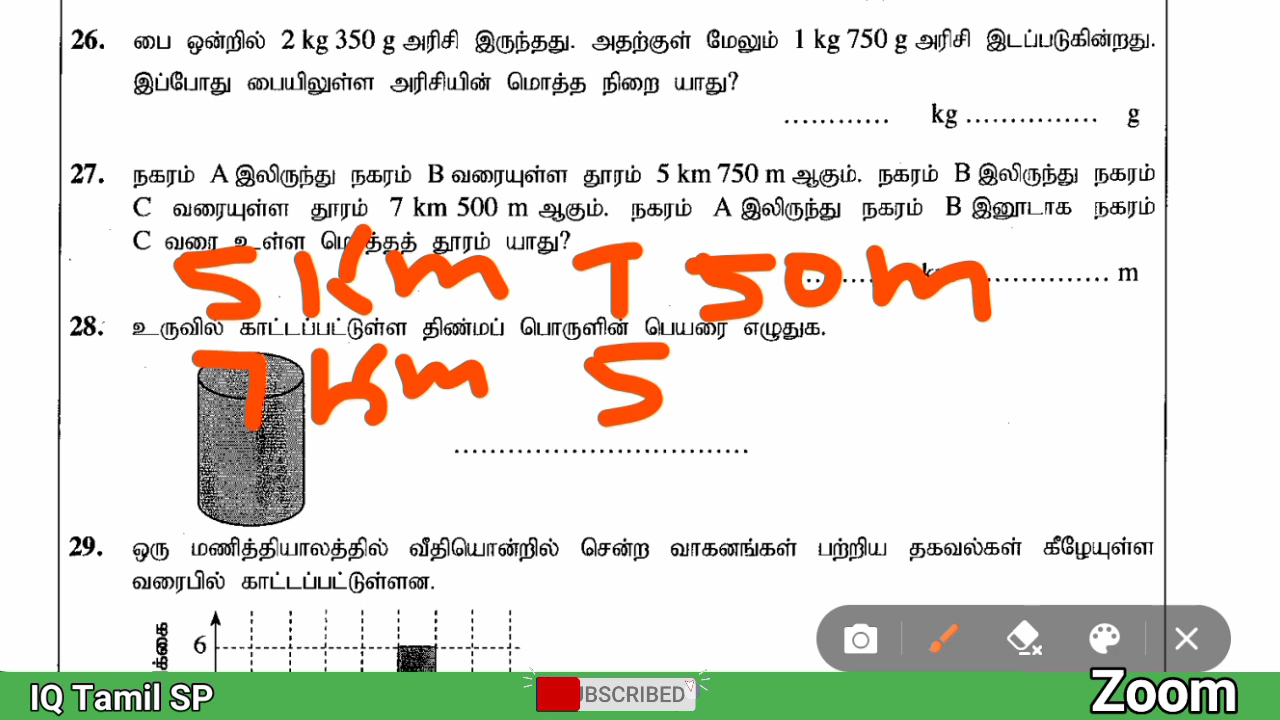 26. பை ஒன்றில் 2 kg 350 g அரிசி இருந்தது. அதற்குள் மேலும் 1 kg 750 g அரிசி இடப்படுகின்றது.
இப்போது பையிலுள்ள அரிசியின் மொத்த நிறை யாது?
............ kg ............... g
27. நகரம் A இலிருந்து நகரம் B வரையுள்ள தூரம் 5 km 750 m ஆகும். நகரம் B இலிருந்து நகரம்
C வரையுள்ள தூரம் 7 km 500 m ஆகும். நகரம் A இலிருந்து நகரம் B இனூடாக நகரம்
C வரை உள்ள மொத்தத் தூரம் யாது?
5 Km 750m
m
28. உருவில் காட்டப்பட்டுள்ள திண்மப் பொருளின் பெயரை எழுதுக.
7 Km 5
.................................
29. ஒரு மணித்தியாலத்தில் வீதியொன்றில் சென்ற வாகனங்கள் பற்றிய தகவல்கள் கீழேயுள்ள
வரைபில் காட்டப்பட்டுள்ளன.
6
IQ Tamil SP
UBSCRIBED
Zoom